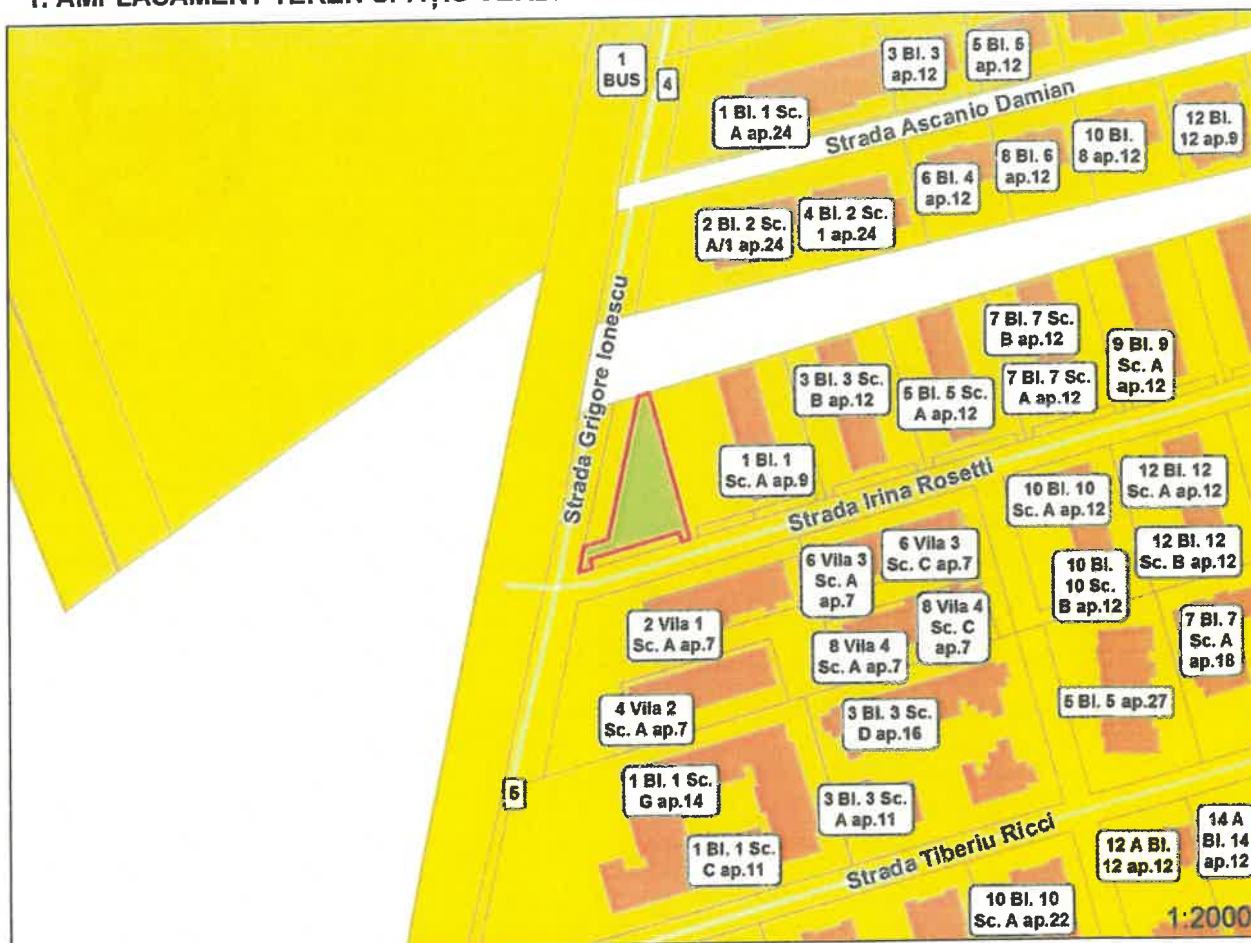 1
BUS
4
3 Bl. 3
ap.12
5 Bl. 5
ap.12
1 Bl. 1 Sc.
A ap.24
Strada Ascanio Damian
12 Bl.
12 ap.9
10 Bl.
8 ap.12
8 Bl. 6
ap.12
6 Bl. 4
ap.12
2 Bl. 2 Sc.
A/1 ap.24
4 Bl. 2 Sc.
1 ap.24
Strada Grigore Ionescu
7 Bl. 7 Sc.
B ap.12
9 Bl. 9
Sc. A
ap.12
3 Bl. 3 Sc.
B ap.12
5 Bl. 5 Sc.
A ap.12
7 Bl. 7 Sc.
A ap.12
1 Bl. 1
Sc. A ap.9
Strada Irina Rosetti
10 Bl. 10
Sc. A ap.12
12 Bl. 12
Sc. A ap.12
12 Bl. 12
Sc. B ap.12
6 Vila 3
Sc. A
ap.7
6 Vila 3
Sc. C ap.7
10 Bl.
10 Sc.
B ap.12
2 Vila 1
Sc. A ap.7
8 Vila 4
Sc. A ap.7
8 Vila 4
Sc. C
ap.7
7 Bl. 7
Sc. A
ap.18
4 Vila 2
Sc. A ap.7
3 Bl. 3 Sc.
D ap.16
5 Bl. 5 ap.27
5
1 Bl. 1 Sc.
G ap.14
3 Bl. 3 Sc.
A ap.11
1 Bl. 1 Sc.
C ap.11
Strada Tiberiu Ricci
12 A Bl.
12 ap.12
14 A
Bl. 14
ap.12
10 Bl. 10
Sc. A ap.22
1:2000